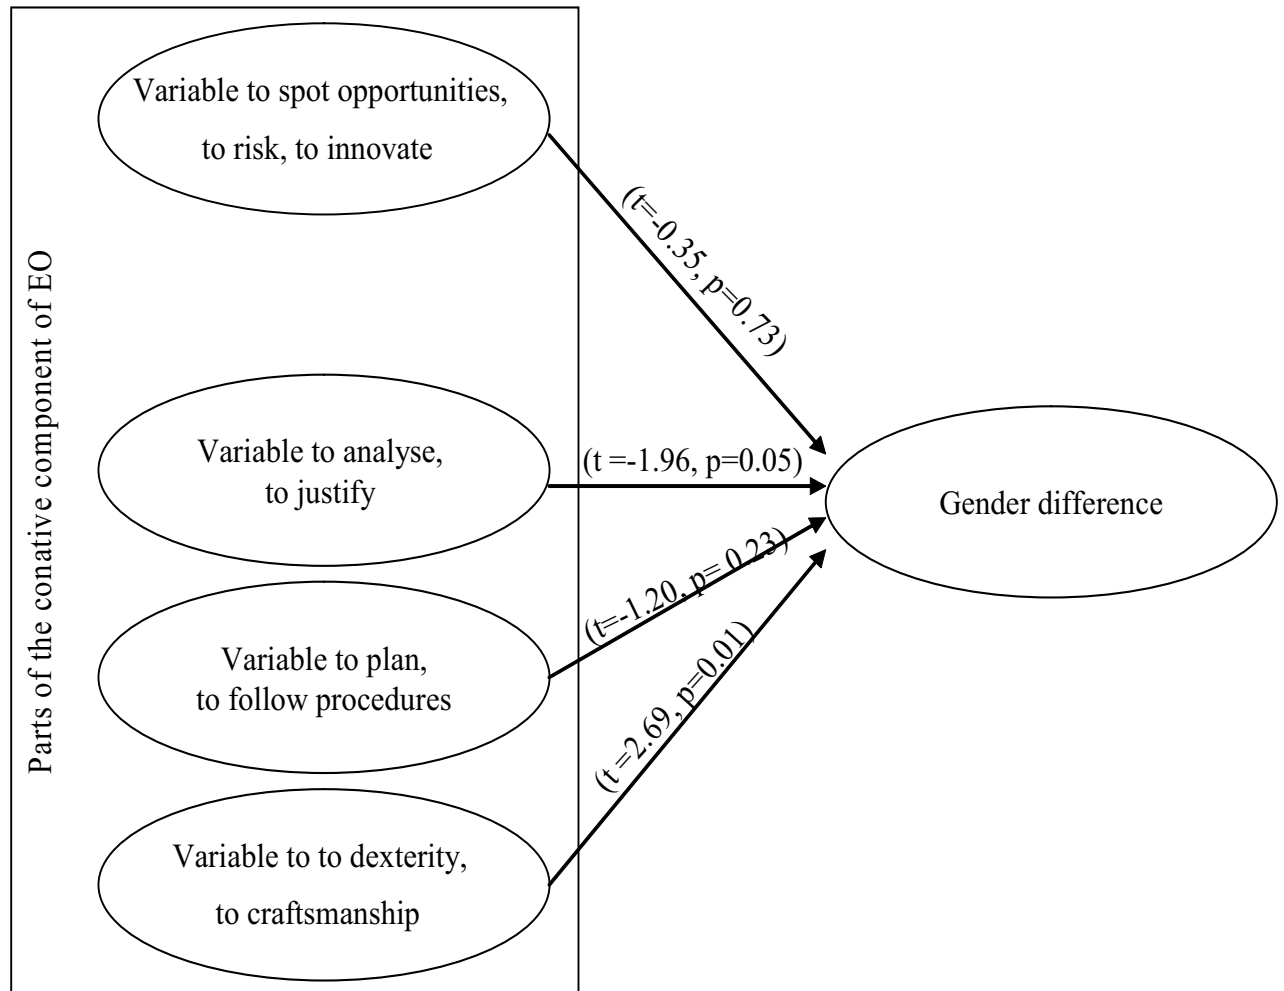 Parts of the conative component of EO
Variable to spot opportunities,
to risk, to innovate
(t=-0.35, p=0.73)
Variable to analyse,
to justify
(t =-1.96, p=0.05)
Gender difference
Variable to plan,
to follow procedures
(t=-1.20, p= 0.23)
Variable to to dexterity,
to craftsmanship
(t =2.69, p=0.01)